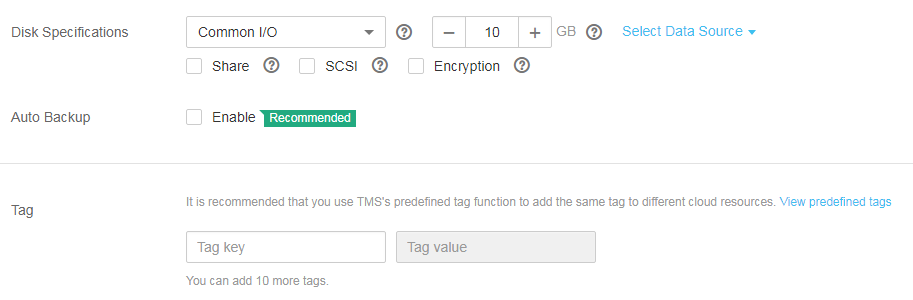 Disk Specifications Common I/O ? − 10 + GB ? Select Data Source
Share ? SCSI ? Encryption ?
Auto Backup Enable Recommended
It is recommended that you use TMS's predefined tag function to add the same tag to different cloud resources. View predefined tags
Tag
Tag key Tag value
You can add 10 more tags.